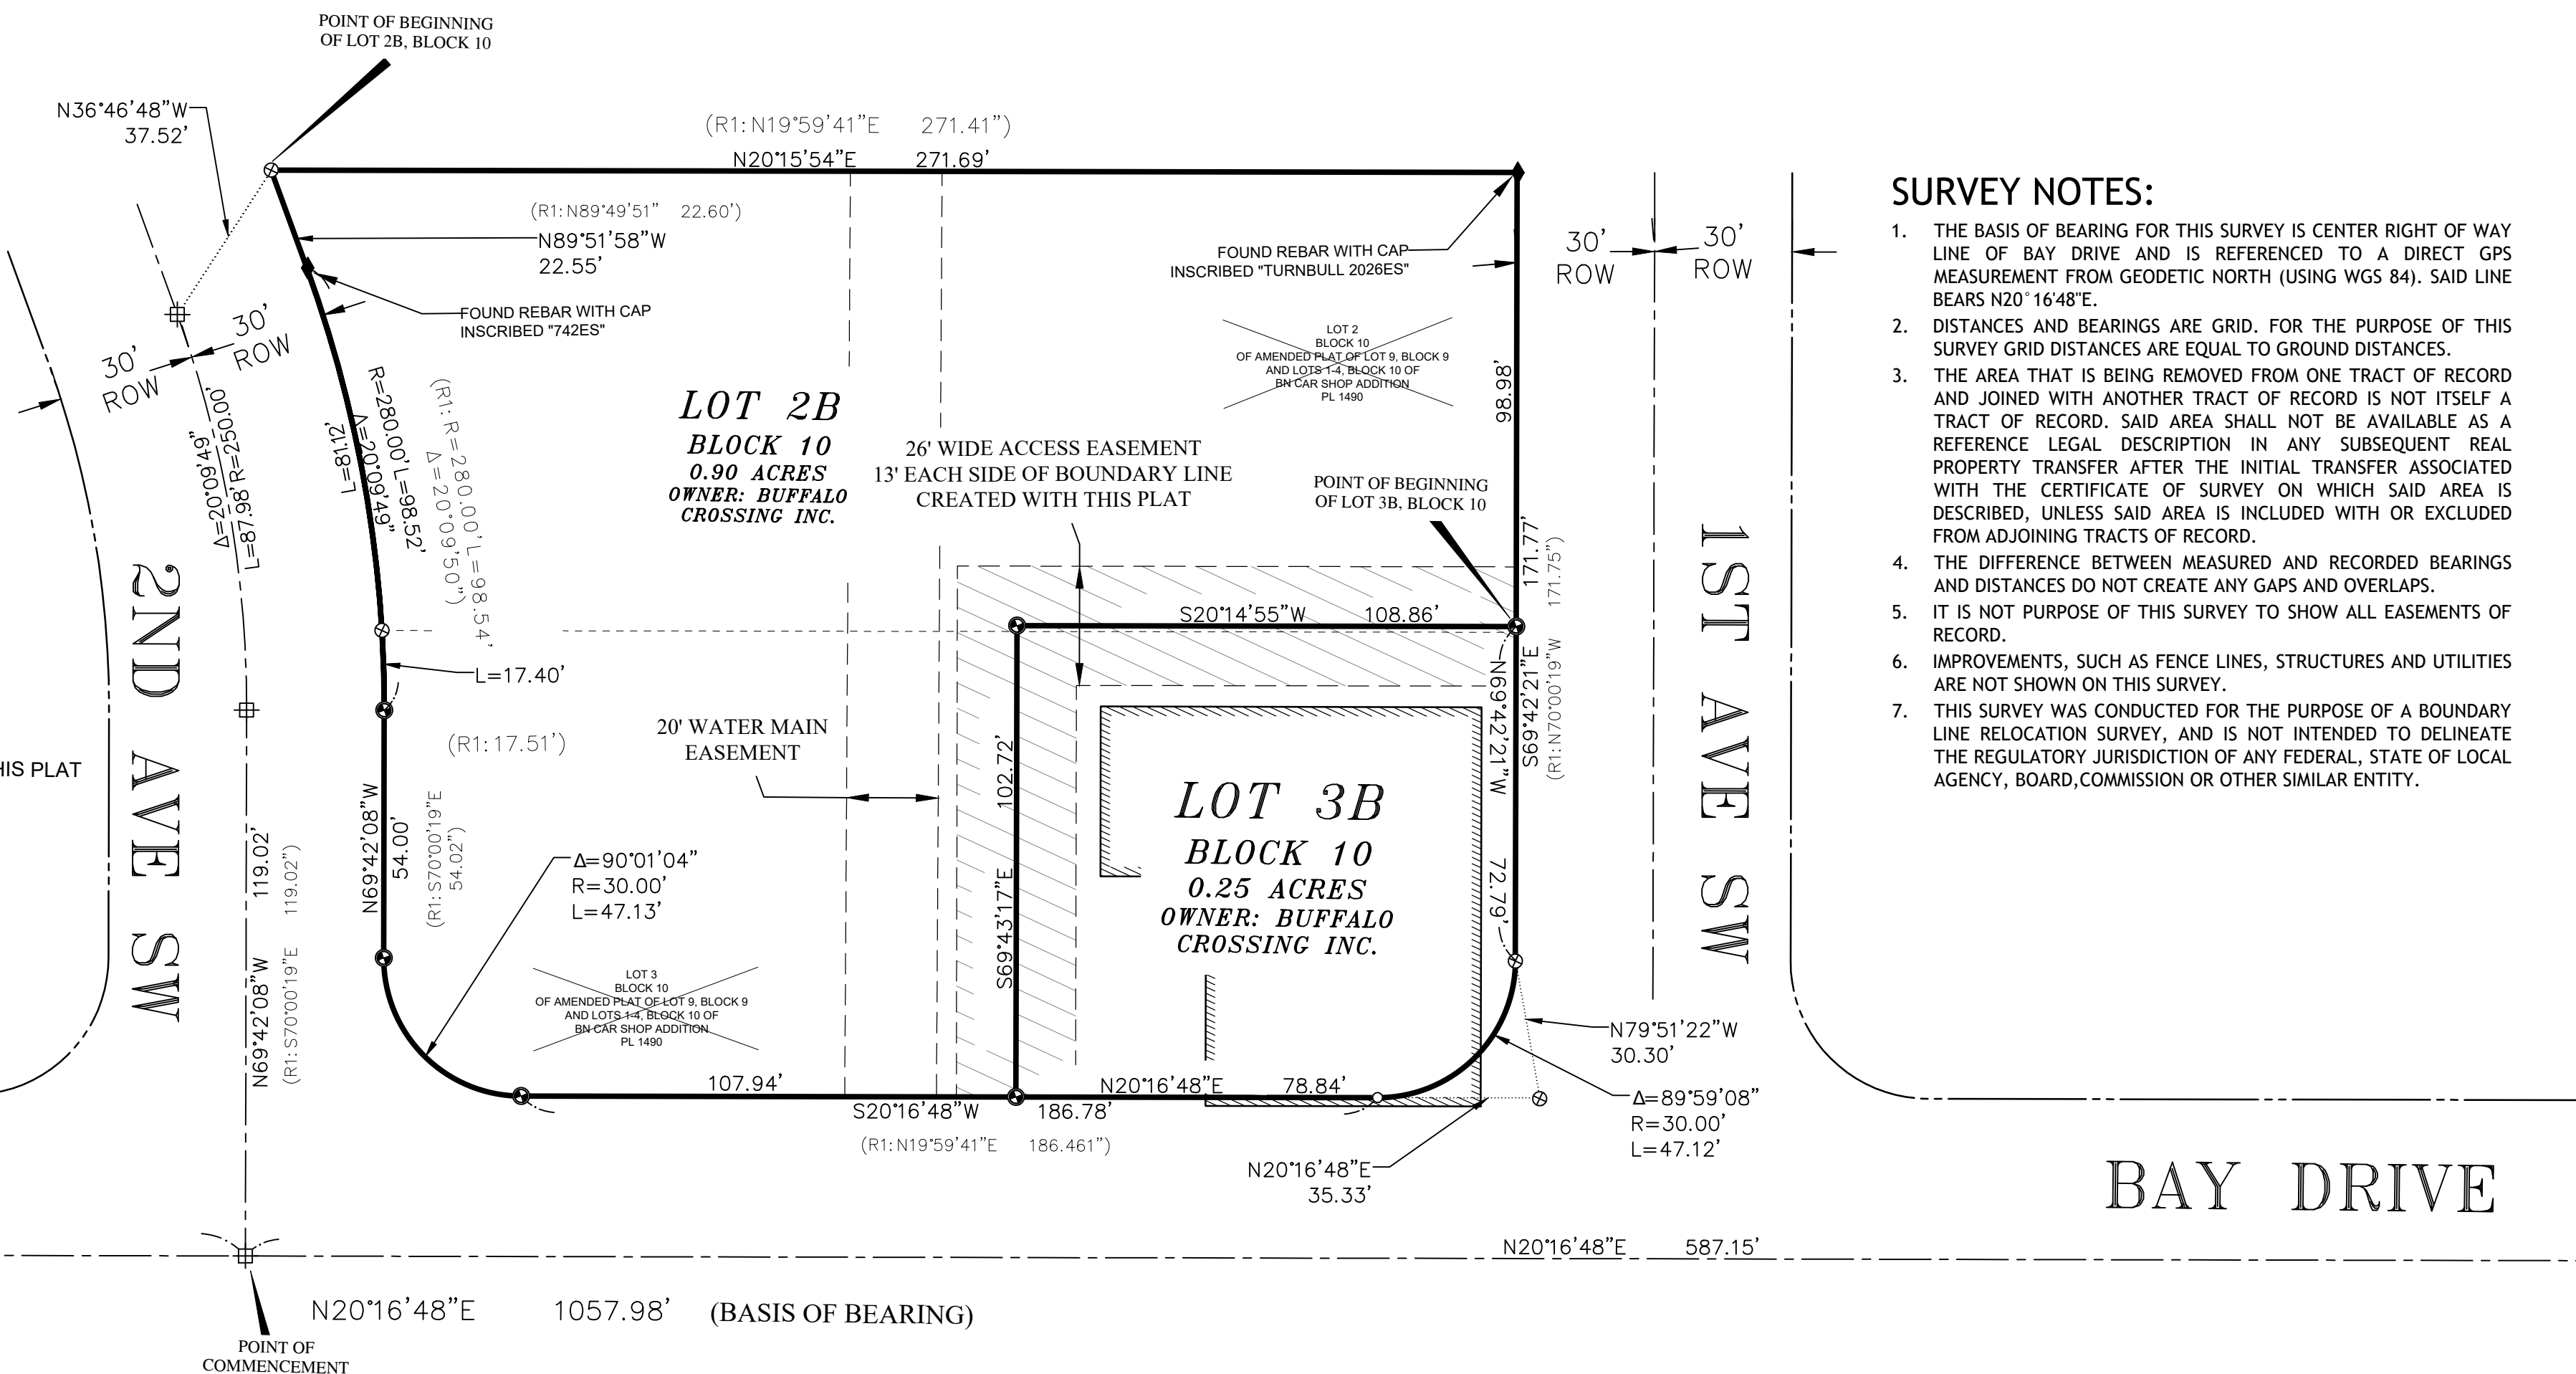 POINT OF BEGINNING
OF LOT 2B, BLOCK 10
N36°46'48"W
37.52'
(R1:N19°59'41"E 271.41")
N20°15'54"E 271.69'
(R1:N89°49'51" 22.60')
N89°51'58"W
22.55'
FOUND REBAR WITH CAP
INSCRIBED "742ES"
FOUND REBAR WITH CAP
INSCRIBED "TURNBULL 2026ES"
30'
ROW
30'
ROW
30'
ROW
30'
ROW
LOT 2
BLOCK 10
OF AMENDED PLAT OF LOT 9, BLOCK 9
AND LOTS 1-4, BLOCK 10 OF
BN CAR SHOP ADDITION
PL 1490
98.98'
Δ=20°09'49"
L=87.98' R=250.00'
L=81.12'
Δ=20°09'49"
R=280.00' L=98.52'
(R1:R=280.00' L=98.54'
Δ=20°09'50")
LOT 2B
BLOCK 10
0.90 ACRES
OWNER: BUFFALO
CROSSING INC.
26' WIDE ACCESS EASEMENT
13' EACH SIDE OF BOUNDARY LINE
CREATED WITH THIS PLAT
POINT OF BEGINNING
OF LOT 3B, BLOCK 10
S69°42'21"E 171.77'
(R1:N70°00'19"W 171.75")
S20°14'55"W 108.86'
N69°42'21"W 72.79'
L=17.40'
(R1:17.51')
20' WATER MAIN
EASEMENT
2ND AVE SW
1ST AVE SW
HIS PLAT
N69°42'08"W 119.02'
(R1:S70°00'19"E 119.02")
N69°42'08"W
54.00'
(R1:S70°00'19"E
54.02")
S69°43'17"E 102.72'
LOT 3B
BLOCK 10
0.25 ACRES
OWNER: BUFFALO
CROSSING INC.
Δ=90°01'04"
R=30.00'
L=47.13'
LOT 3
BLOCK 10
OF AMENDED PLAT OF LOT 9, BLOCK 9
AND LOTS 1-4, BLOCK 10 OF
BN CAR SHOP ADDITION
PL 1490
107.94'
N20°16'48"E 78.84'
S20°16'48"W 186.78'
(R1:N19°59'41"E 186.461")
N79°51'22"W
30.30'
Δ=89°59'08"
R=30.00'
L=47.12'
N20°16'48"E
35.33'
BAY DRIVE
N20°16'48"E 587.15'
N20°16'48"E 1057.98' (BASIS OF BEARING)
POINT OF
COMMENCEMENT
SURVEY NOTES:
1. THE BASIS OF BEARING FOR THIS SURVEY IS CENTER RIGHT OF WAY
LINE OF BAY DRIVE AND IS REFERENCED TO A DIRECT GPS
MEASUREMENT FROM GEODETIC NORTH (USING WGS 84). SAID LINE
BEARS N20°16'48"E.
2. DISTANCES AND BEARINGS ARE GRID. FOR THE PURPOSE OF THIS
SURVEY GRID DISTANCES ARE EQUAL TO GROUND DISTANCES.
3. THE AREA THAT IS BEING REMOVED FROM ONE TRACT OF RECORD
AND JOINED WITH ANOTHER TRACT OF RECORD IS NOT ITSELF A
TRACT OF RECORD. SAID AREA SHALL NOT BE AVAILABLE AS A
REFERENCE LEGAL DESCRIPTION IN ANY SUBSEQUENT REAL
PROPERTY TRANSFER AFTER THE INITIAL TRANSFER ASSOCIATED
WITH THE CERTIFICATE OF SURVEY ON WHICH SAID AREA IS
DESCRIBED, UNLESS SAID AREA IS INCLUDED WITH OR EXCLUDED
FROM ADJOINING TRACTS OF RECORD.
4. THE DIFFERENCE BETWEEN MEASURED AND RECORDED BEARINGS
AND DISTANCES DO NOT CREATE ANY GAPS AND OVERLAPS.
5. IT IS NOT PURPOSE OF THIS SURVEY TO SHOW ALL EASEMENTS OF
RECORD.
6. IMPROVEMENTS, SUCH AS FENCE LINES, STRUCTURES AND UTILITIES
ARE NOT SHOWN ON THIS SURVEY.
7. THIS SURVEY WAS CONDUCTED FOR THE PURPOSE OF A BOUNDARY
LINE RELOCATION SURVEY, AND IS NOT INTENDED TO DELINEATE
THE REGULATORY JURISDICTION OF ANY FEDERAL, STATE OF LOCAL
AGENCY, BOARD,COMMISSION OR OTHER SIMILAR ENTITY.